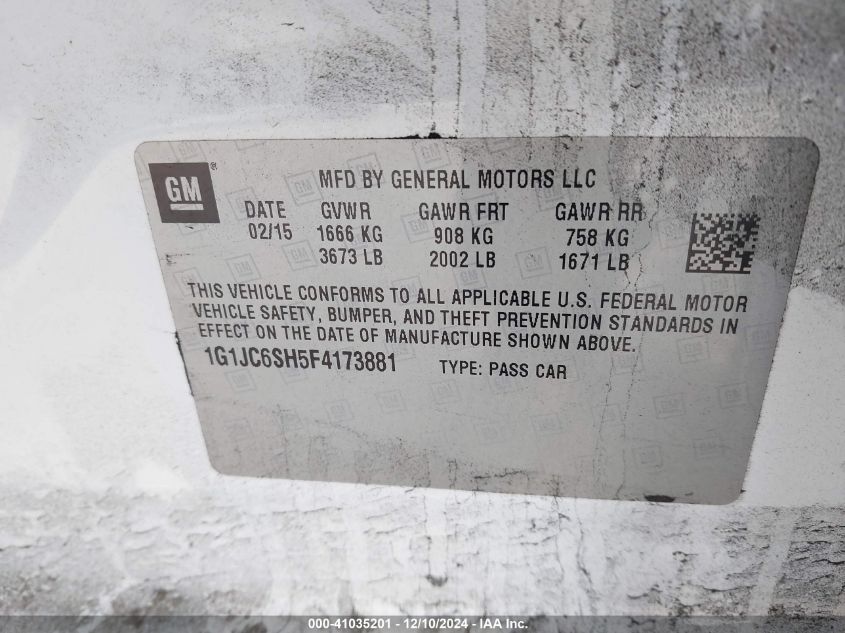 GM®
MFD BY GENERAL MOTORS LLC
DATE GVWR GAWR FRT GAWR RR
02/15 1666 KG 908 KG 758 KG
3673 LB 2002 LB 1671 LB
THIS VEHICLE CONFORMS TO ALL APPLICABLE U.S. FEDERAL MOTOR
VEHICLE SAFETY, BUMPER, AND THEFT PREVENTION STANDARDS IN
EFFECT ON THE DATE OF MANUFACTURE SHOWN ABOVE.
1G1JC6SH5F4173881 TYPE: PASS CAR
000-41035201 - 12/10/2024 - IAA Inc.